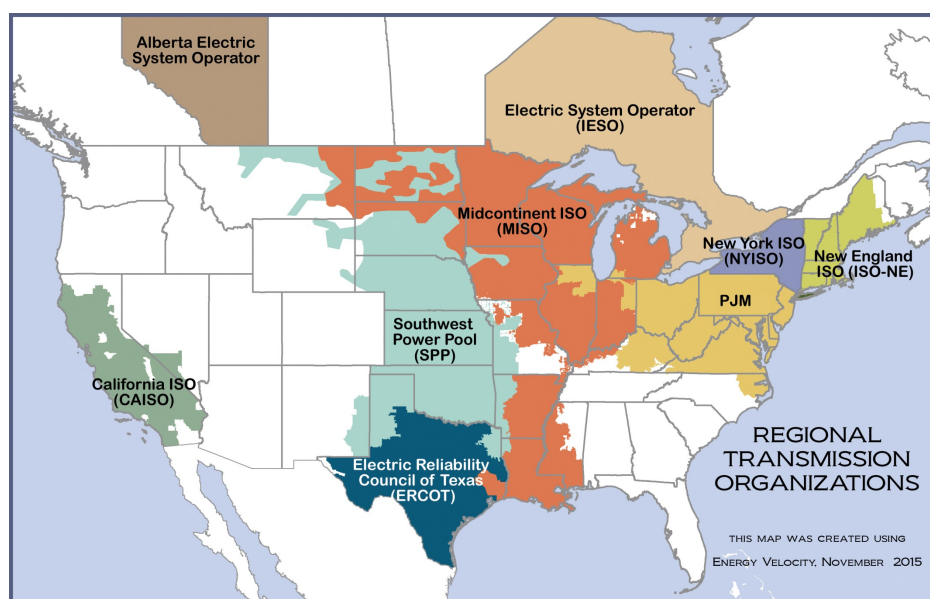 Alberta Electric
System Operator
Electric System Operator
(IESO)
Midcontinent ISO
(MISO)
New York ISO
(NYISO)
New England
ISO (ISO-NE)
PJM
Southwest
Power Pool
(SPP)
California ISO
(CAISO)
Electric Reliability
Council of Texas
(ERCOT)
REGIONAL
TRANSMISSION
ORGANIZATIONS
THIS MAP WAS CREATED USING
ENERGY VELOCITY, NOVEMBER 2015